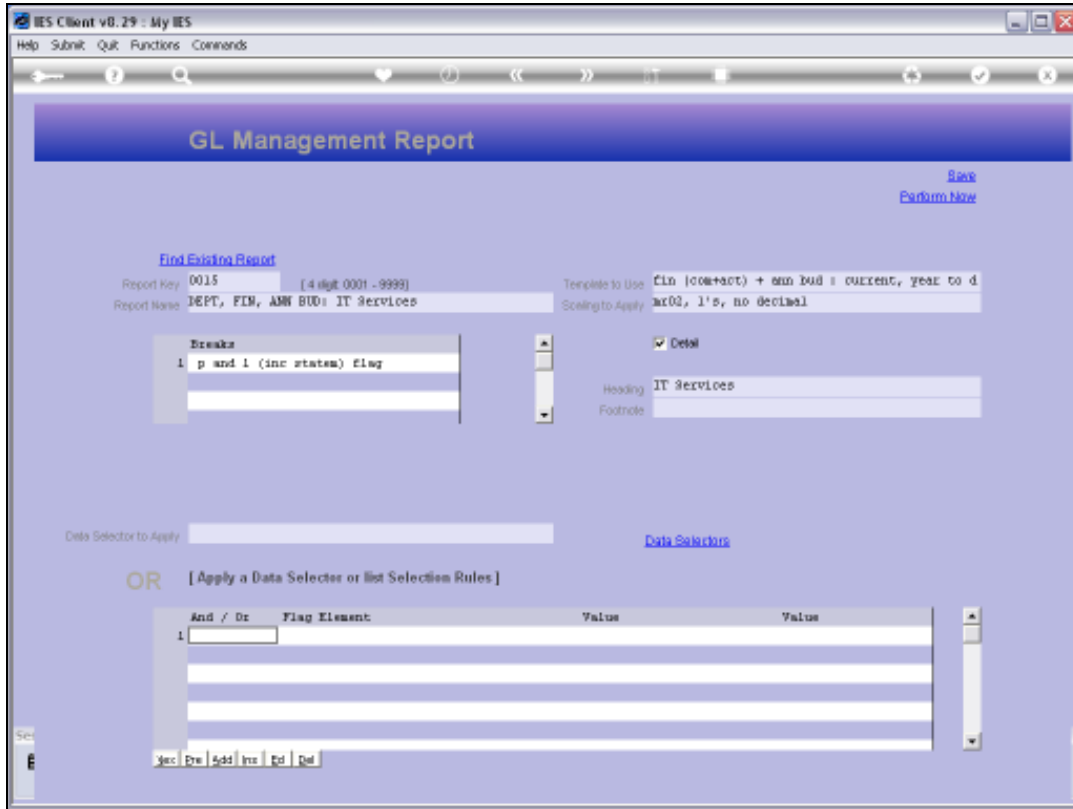 IES Client v8.29 : My IES
Help Submit Quit Functions Commands
GL Management Report
Save
Perform Now
Find Existing Report
Report Key 0015 [ 4 digit: 0001 - 9999] Template to Use fin (com+act) + ann bud : current, year to d
Report Name DEPT, FIN, ANN BUD: IT Services Scaling to Apply mr02, 1's, no decimal
Breaks Detail
1 p and l (inc statem) flag
Heading IT Services
Footnote
Data Selector to Apply Data Selectors
OR [ Apply a Data Selector or list Selection Rules ]
And / Or Flag Element Value Value
1
Nex Pre Add Ins Ed Del